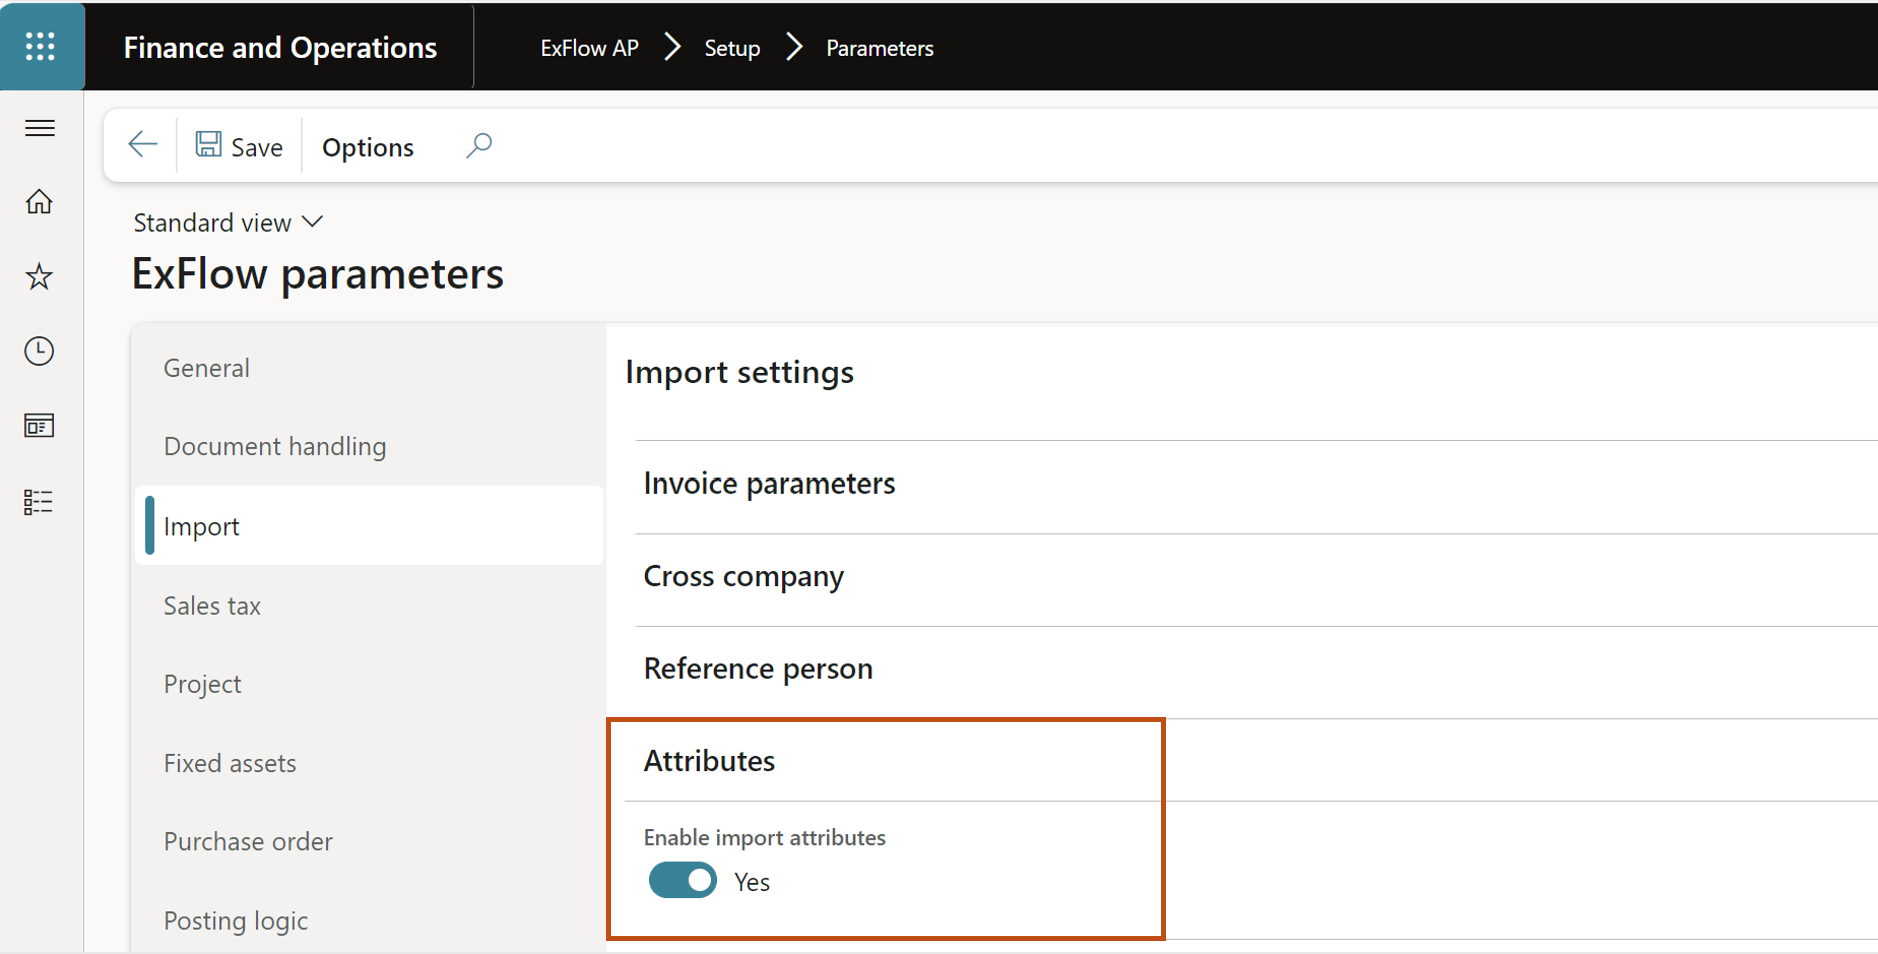 Finance and Operations
ExFlow AP > Setup > Parameters
Save
Options
Standard view
ExFlow parameters
General
Document handling
Import
Sales tax
Project
Fixed assets
Purchase order
Posting logic
Import settings
Invoice parameters
Cross company
Reference person
Attributes
Enable import attributes
Yes